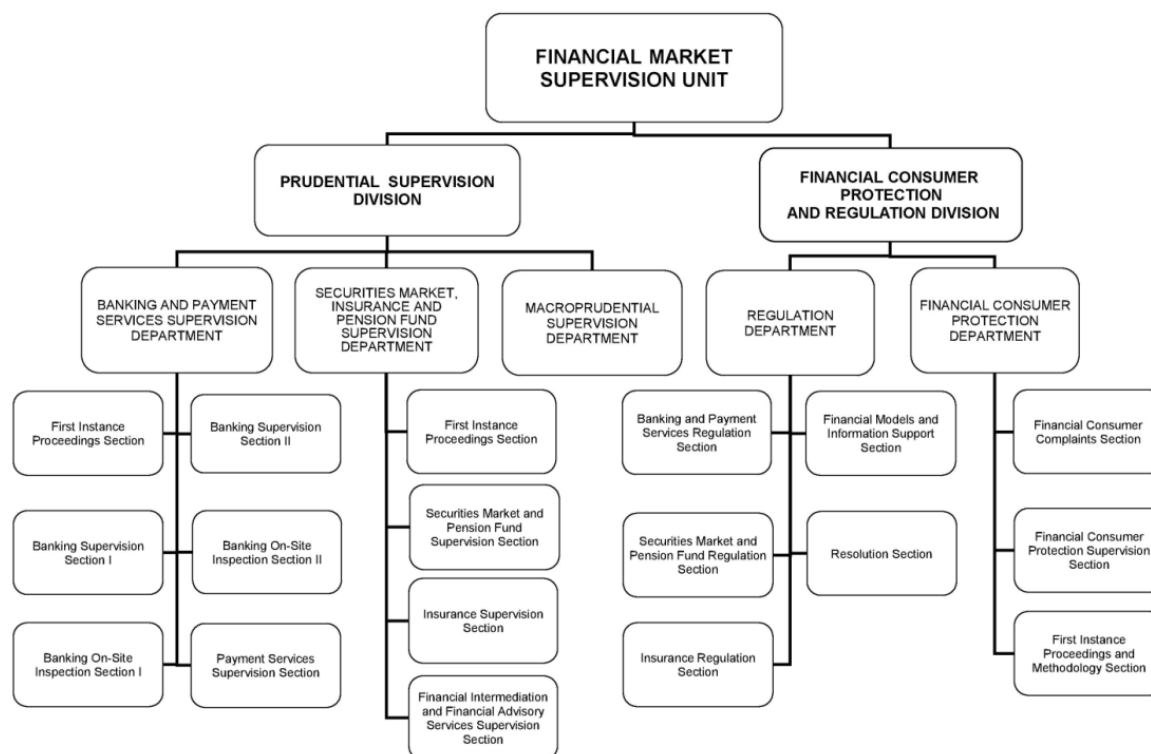 FINANCIAL MARKET
SUPERVISION UNIT
PRUDENTIAL SUPERVISION
DIVISION
FINANCIAL CONSUMER
PROTECTION
AND REGULATION DIVISION
BANKING AND PAYMENT
SERVICES SUPERVISION
DEPARTMENT
SECURITIES MARKET,
INSURANCE AND
PENSION FUND
SUPERVISION
DEPARTMENT
MACROPRUDENTIAL
SUPERVISION
DEPARTMENT
REGULATION
DEPARTMENT
FINANCIAL CONSUMER
PROTECTION
DEPARTMENT
First Instance
Proceedings Section
Banking Supervision
Section II
First Instance
Proceedings Section
Banking and Payment
Services Regulation
Section
Financial Models and
Information Support
Section
Financial Consumer
Complaints Section
Banking Supervision
Section I
Banking On-Site
Inspection Section II
Securities Market and
Pension Fund
Supervision Section
Securities Market and
Pension Fund Regulation
Section
Resolution Section
Financial Consumer
Protection Supervision
Section
Banking On-Site
Inspection Section I
Payment Services
Supervision Section
Insurance Supervision
Section
Insurance Regulation
Section
First Instance
Proceedings and
Methodology Section
Financial Intermediation
and Financial Advisory
Services Supervision
Section